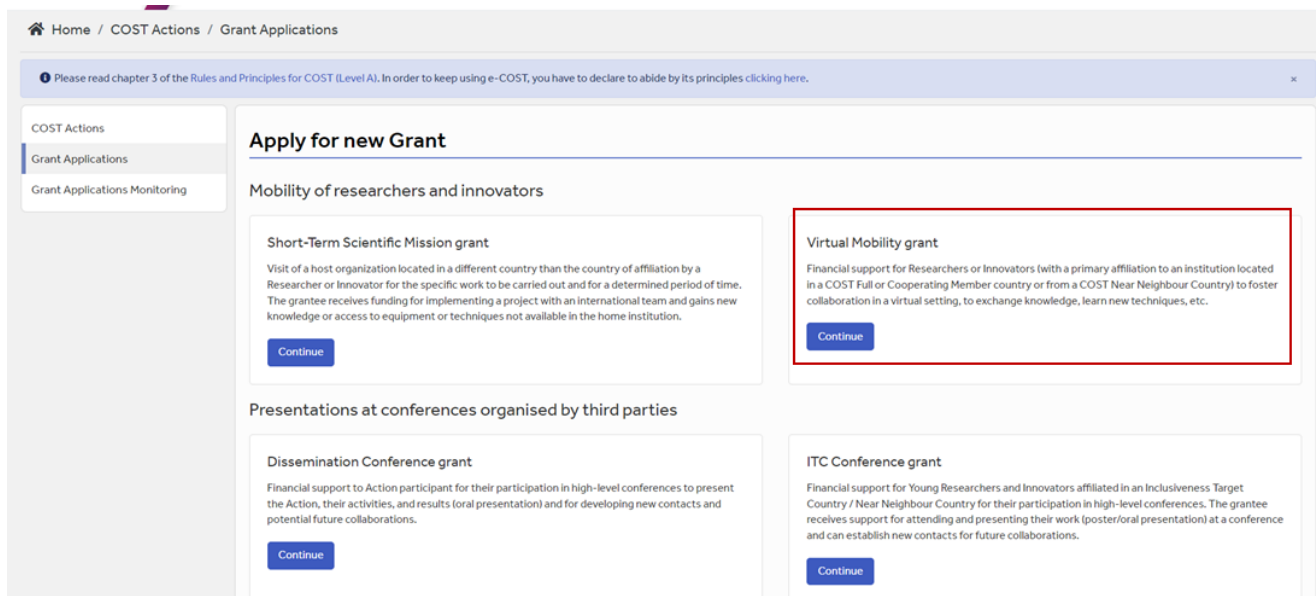 Home / COST Actions / Grant Applications
Please read chapter 3 of the Rules and Principles for COST (Level A). In order to keep using e-COST, you have to declare to abide by its principles clicking here. ×
COST Actions
Grant Applications
Grant Applications Monitoring
Apply for new Grant
Mobility of researchers and innovators
Short-Term Scientific Mission grant
Visit of a host organization located in a different country than the country of affiliation by a
Researcher or Innovator for the specific work to be carried out and for a determined period of time.
The grantee receives funding for implementing a project with an international team and gains new
knowledge or access to equipment or techniques not available in the home institution.
Continue
Virtual Mobility grant
Financial support for Researchers or Innovators (with a primary affiliation to an institution located
in a COST Full or Cooperating Member country or from a COST Near Neighbour Country) to foster
collaboration in a virtual setting, to exchange knowledge, learn new techniques, etc.
Continue
Presentations at conferences organised by third parties
Dissemination Conference grant
Financial support to Action participant for their participation in high-level conferences to present
the Action, their activities, and results (oral presentation) and for developing new contacts and
potential future collaborations.
Continue
ITC Conference grant
Financial support for Young Researchers and Innovators affiliated in an Inclusiveness Target
Country / Near Neighbour Country for their participation in high-level conferences. The grantee
receives support for attending and presenting their work (poster/oral presentation) at a conference
and can establish new contacts for future collaborations.
Continue